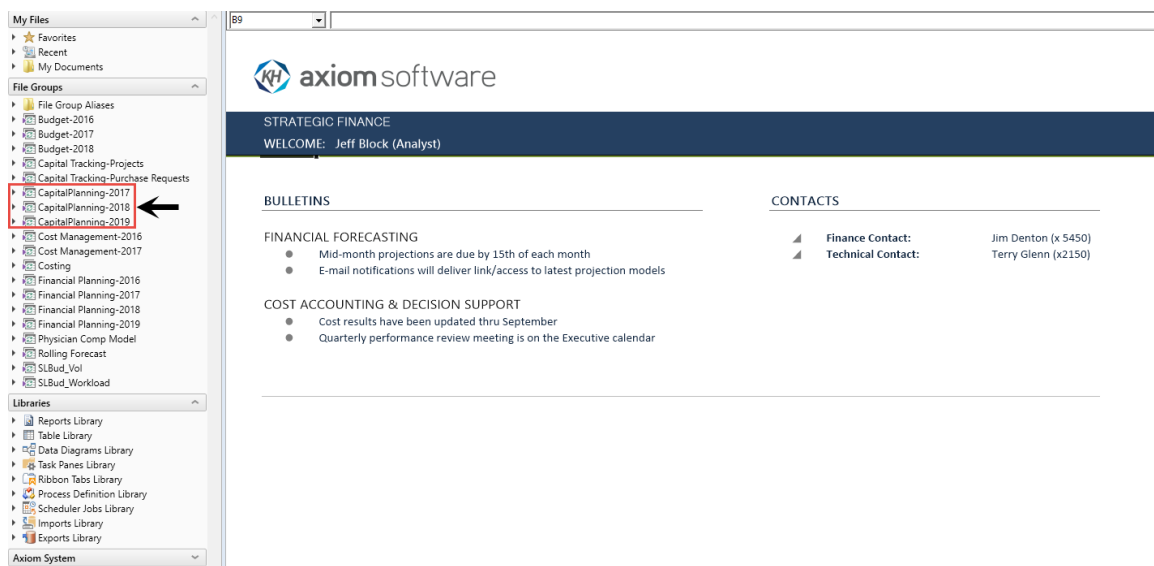 My Files
Favorites
Recent
My Documents
File Groups
File Group Aliases
Budget-2016
Budget-2017
Budget-2018
Capital Tracking-Projects
Capital Tracking-Purchase Requests
CapitalPlanning-2017
CapitalPlanning-2018
CapitalPlanning-2019
Cost Management-2016
Cost Management-2017
Costing
Financial Planning-2016
Financial Planning-2017
Financial Planning-2018
Financial Planning-2019
Physician Comp Model
Rolling Forecast
SLBud_Vol
SLBud_Workload
Libraries
Reports Library
Table Library
Data Diagrams Library
Task Panes Library
Ribbon Tabs Library
Process Definition Library
Scheduler Jobs Library
Imports Library
Exports Library
Axiom System
B9
KH axiom software
STRATEGIC FINANCE
WELCOME: Jeff Block (Analyst)
BULLETINS
FINANCIAL FORECASTING
Mid-month projections are due by 15th of each month
E-mail notifications will deliver link/access to latest projection models
COST ACCOUNTING & DECISION SUPPORT
Cost results have been updated thru September
Quarterly performance review meeting is on the Executive calendar
CONTACTS
Finance Contact: Jim Denton (x 5450)
Technical Contact: Terry Glenn (x2150)